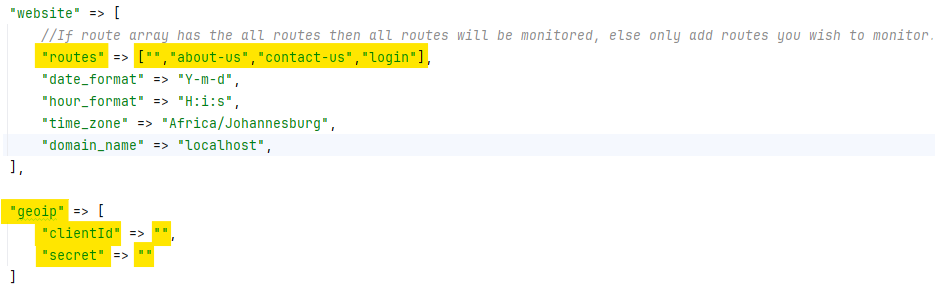 "website" => [
//If route array has the all routes then all routes will be monitored, else only add routes you wish to monitor.
"routes" => ["","about-us","contact-us","login"],
"date_format" => "Y-m-d",
"hour_format" => "H:i:s",
"time_zone" => "Africa/Johannesburg",
"domain_name" => "localhost",
],
"geoip" => [
"clientId" => "",
"secret" => ""
]